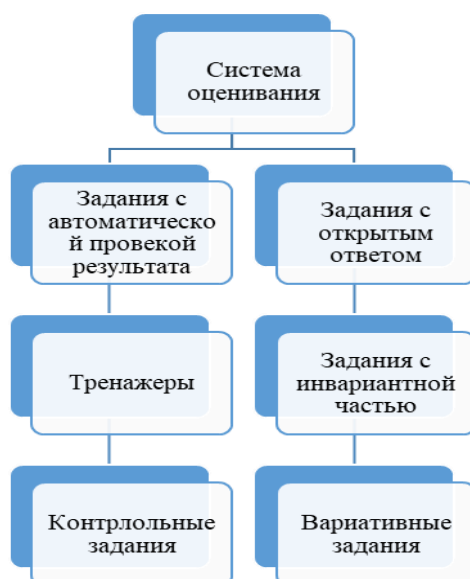 Система
оценивания
Задания с
автоматическо
й провекой
результата
Задания с
открытым
ответом
Тренажеры
Задания с
инвариантной
частью
Контрлольные
задания
Вариативные
задания